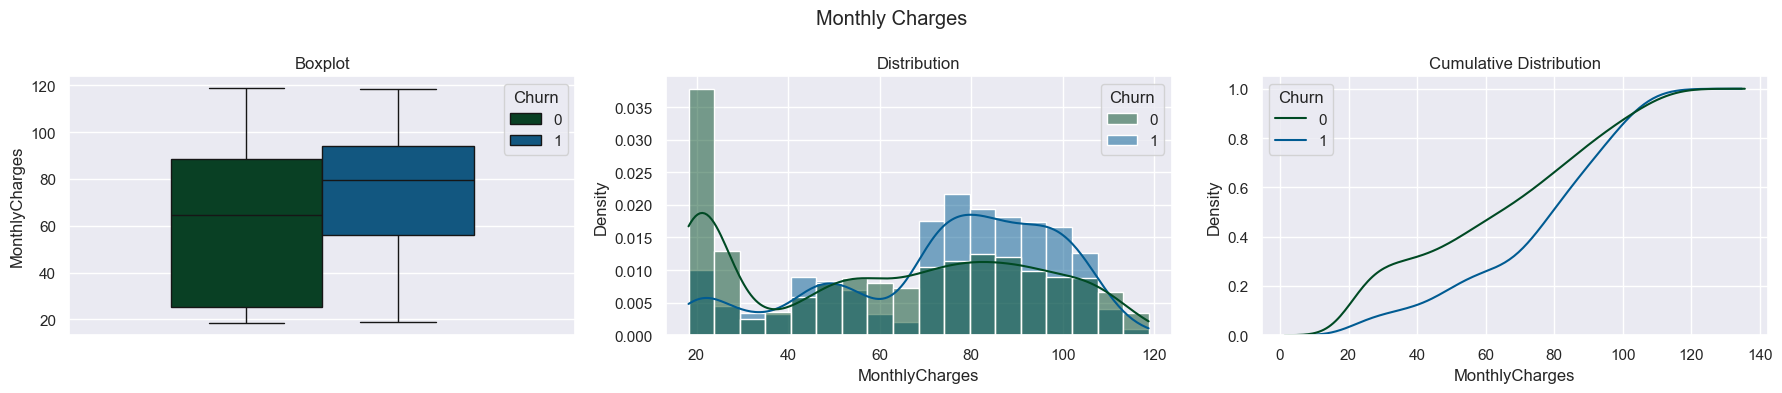 Monthly Charges
Boxplot
MonthlyCharges
120
100
80
60
40
20
Churn
0
1
Distribution
Density
0.035
0.030
0.025
0.020
0.015
0.010
0.005
0.000
Churn
0
1
20 40 60 80 100 120
MonthlyCharges
Cumulative Distribution
Density
1.0
0.8
0.6
0.4
0.2
0.0
Churn
0
1
0 20 40 60 80 100 120 140
MonthlyCharges